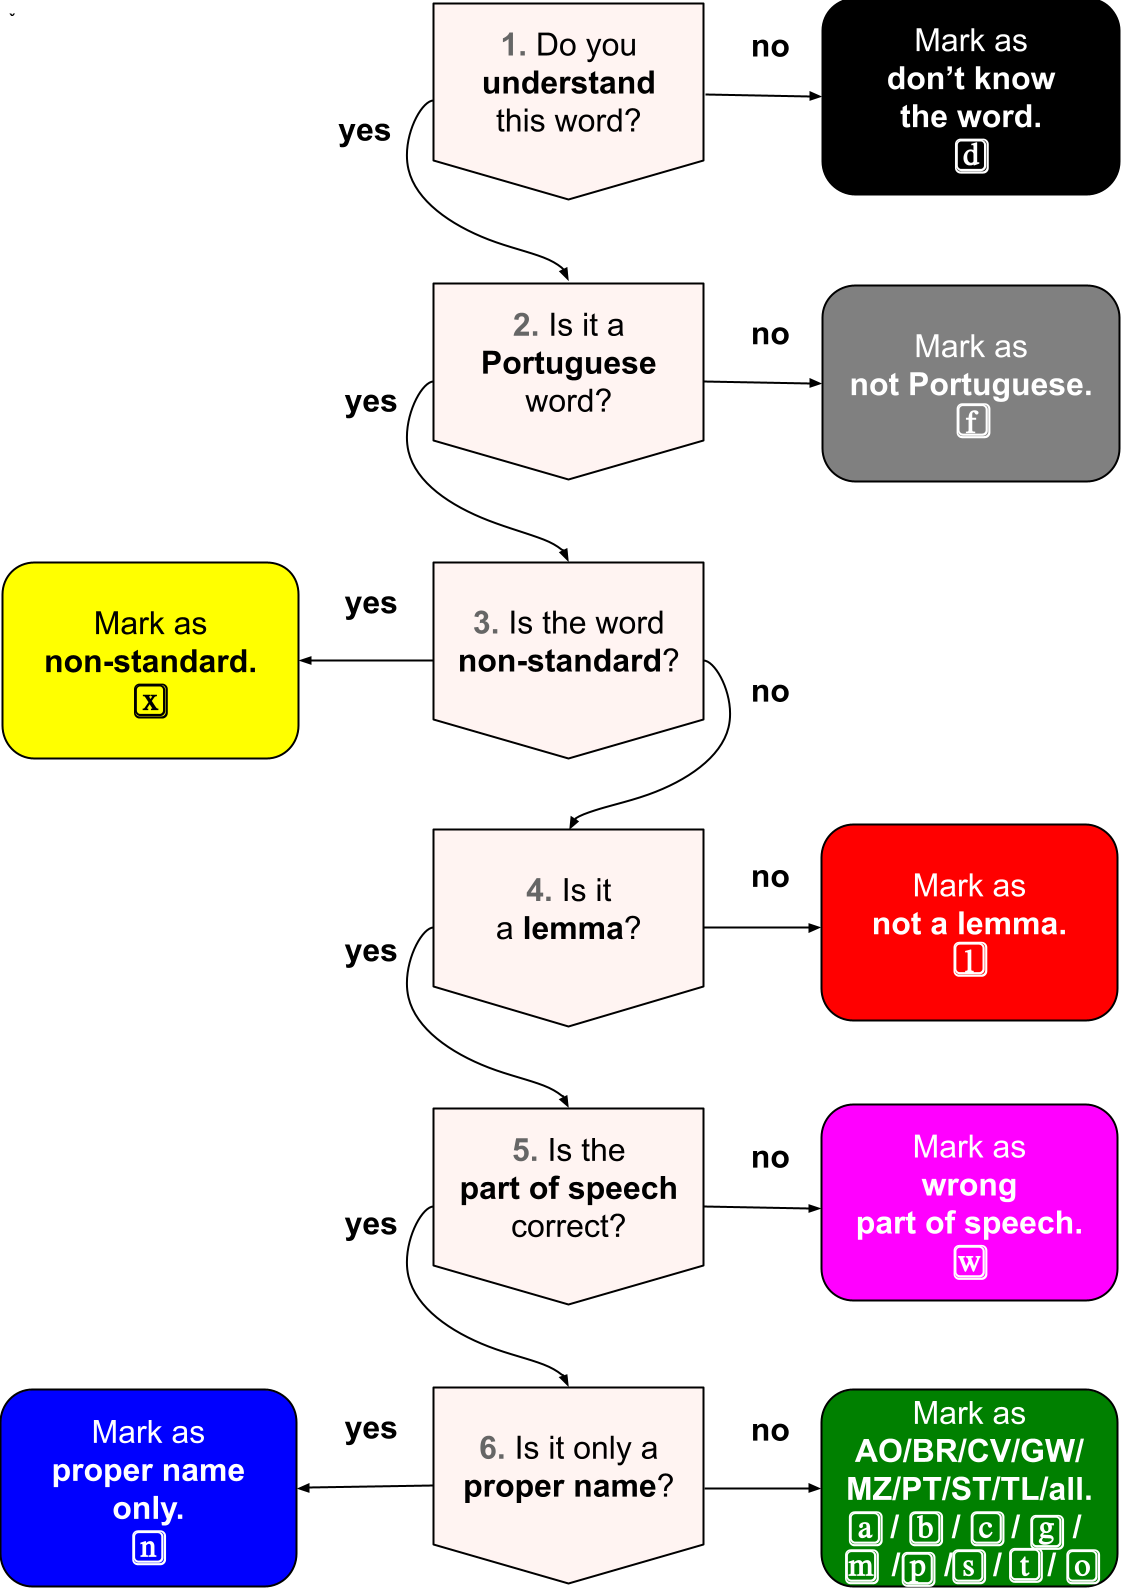 ˇ
1. Do you
understand
this word?
no
Mark as
don't know
the word.
d
yes
2. Is it a
Portuguese
word?
no
Mark as
not Portuguese.
f
yes
3. Is the word
non-standard?
yes
Mark as
non-standard.
x
no
4. Is it
a lemma?
no
Mark as
not a lemma.
l
yes
5. Is the
part of speech
correct?
no
Mark as
wrong
part of speech.
w
yes
6. Is it only a
proper name?
yes
Mark as
proper name
only.
n
no
Mark as
AO/BR/CV/GW/
MZ/PT/ST/TL/all.
a / b / c / g /
m / p / s / t / o